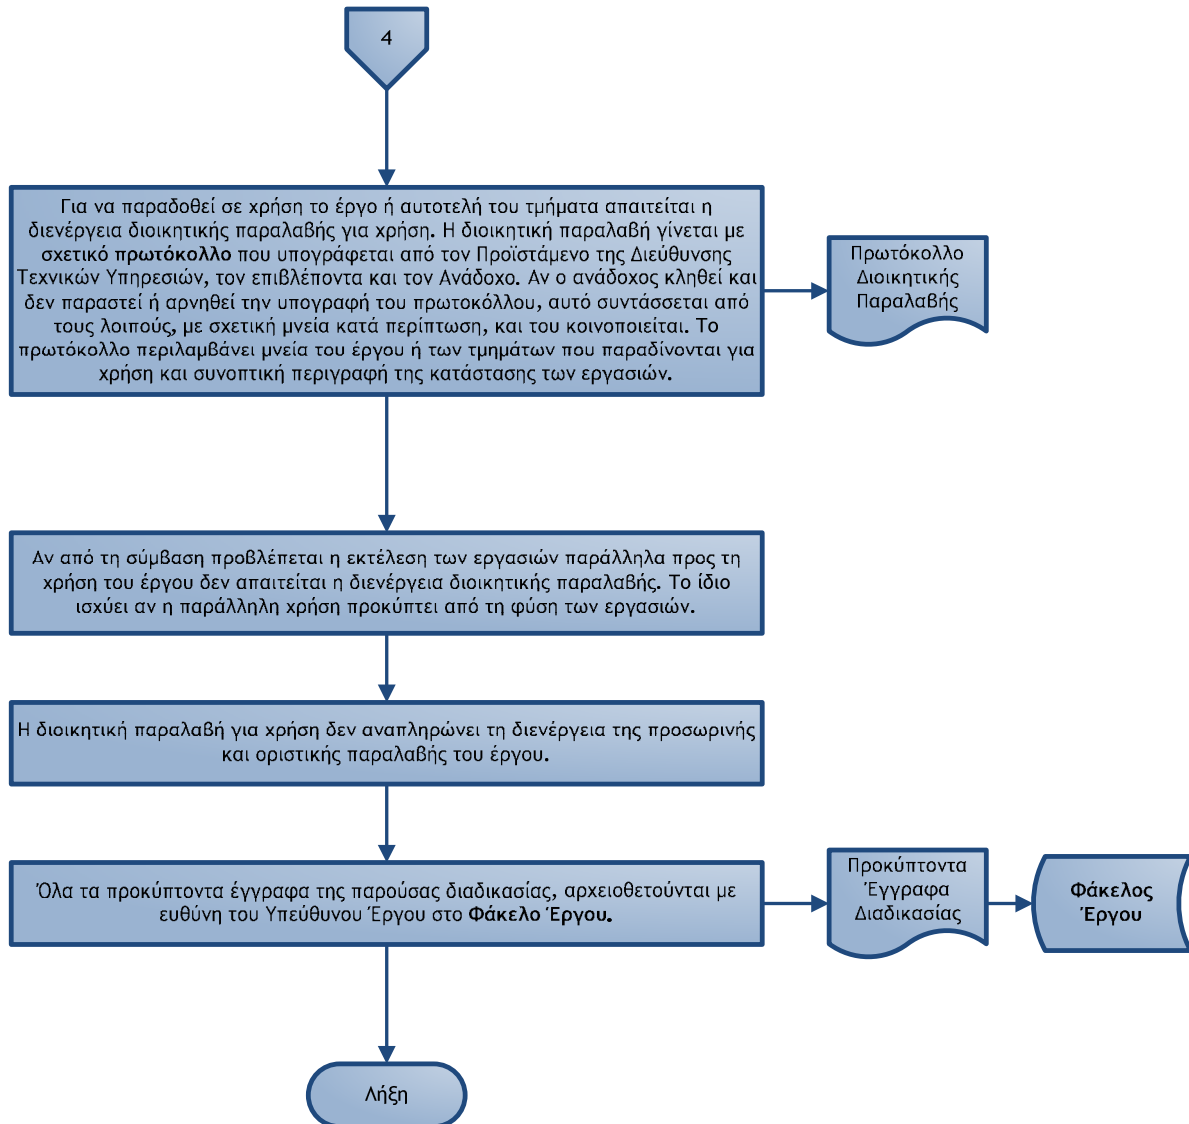 4
Για να παραδοθεί σε χρήση το έργο ή αυτοτελή του τμήματα απαιτείται η
διενέργεια διοικητικής παραλαβής για χρήση. Η διοικητική παραλαβή γίνεται με
σχετικό πρωτόκολλο που υπογράφεται από τον Προϊστάμενο της Διεύθυνσης
Τεχνικών Υπηρεσιών, τον επιβλέποντα και τον Ανάδοχο. Αν ο ανάδοχος κληθεί και
δεν παραστεί ή αρνηθεί την υπογραφή του πρωτοκόλλου, αυτό συντάσσεται από
τους λοιπούς, με σχετική μνεία κατά περίπτωση, και του κοινοποιείται. Το
πρωτόκολλο περιλαμβάνει μνεία του έργου ή των τμημάτων που παραδίνονται για
χρήση και συνοπτική περιγραφή της κατάστασης των εργασιών.
Πρωτόκολλο
Διοικητικής
Παραλαβής
Αν από τη σύμβαση προβλέπεται η εκτέλεση των εργασιών παράλληλα προς τη
χρήση του έργου δεν απαιτείται η διενέργεια διοικητικής παραλαβής. Το ίδιο
ισχύει αν η παράλληλη χρήση προκύπτει από τη φύση των εργασιών.
Η διοικητική παραλαβή για χρήση δεν αναπληρώνει τη διενέργεια της προσωρινής
και οριστικής παραλαβής του έργου.
Όλα τα προκύπτοντα έγγραφα της παρούσας διαδικασίας, αρχειοθετούνται με
ευθύνη του Υπεύθυνου Έργου στο Φάκελο Έργου.
Προκύπτοντα
Έγγραφα
Διαδικασίας
Φάκελος
Έργου
Λήξη